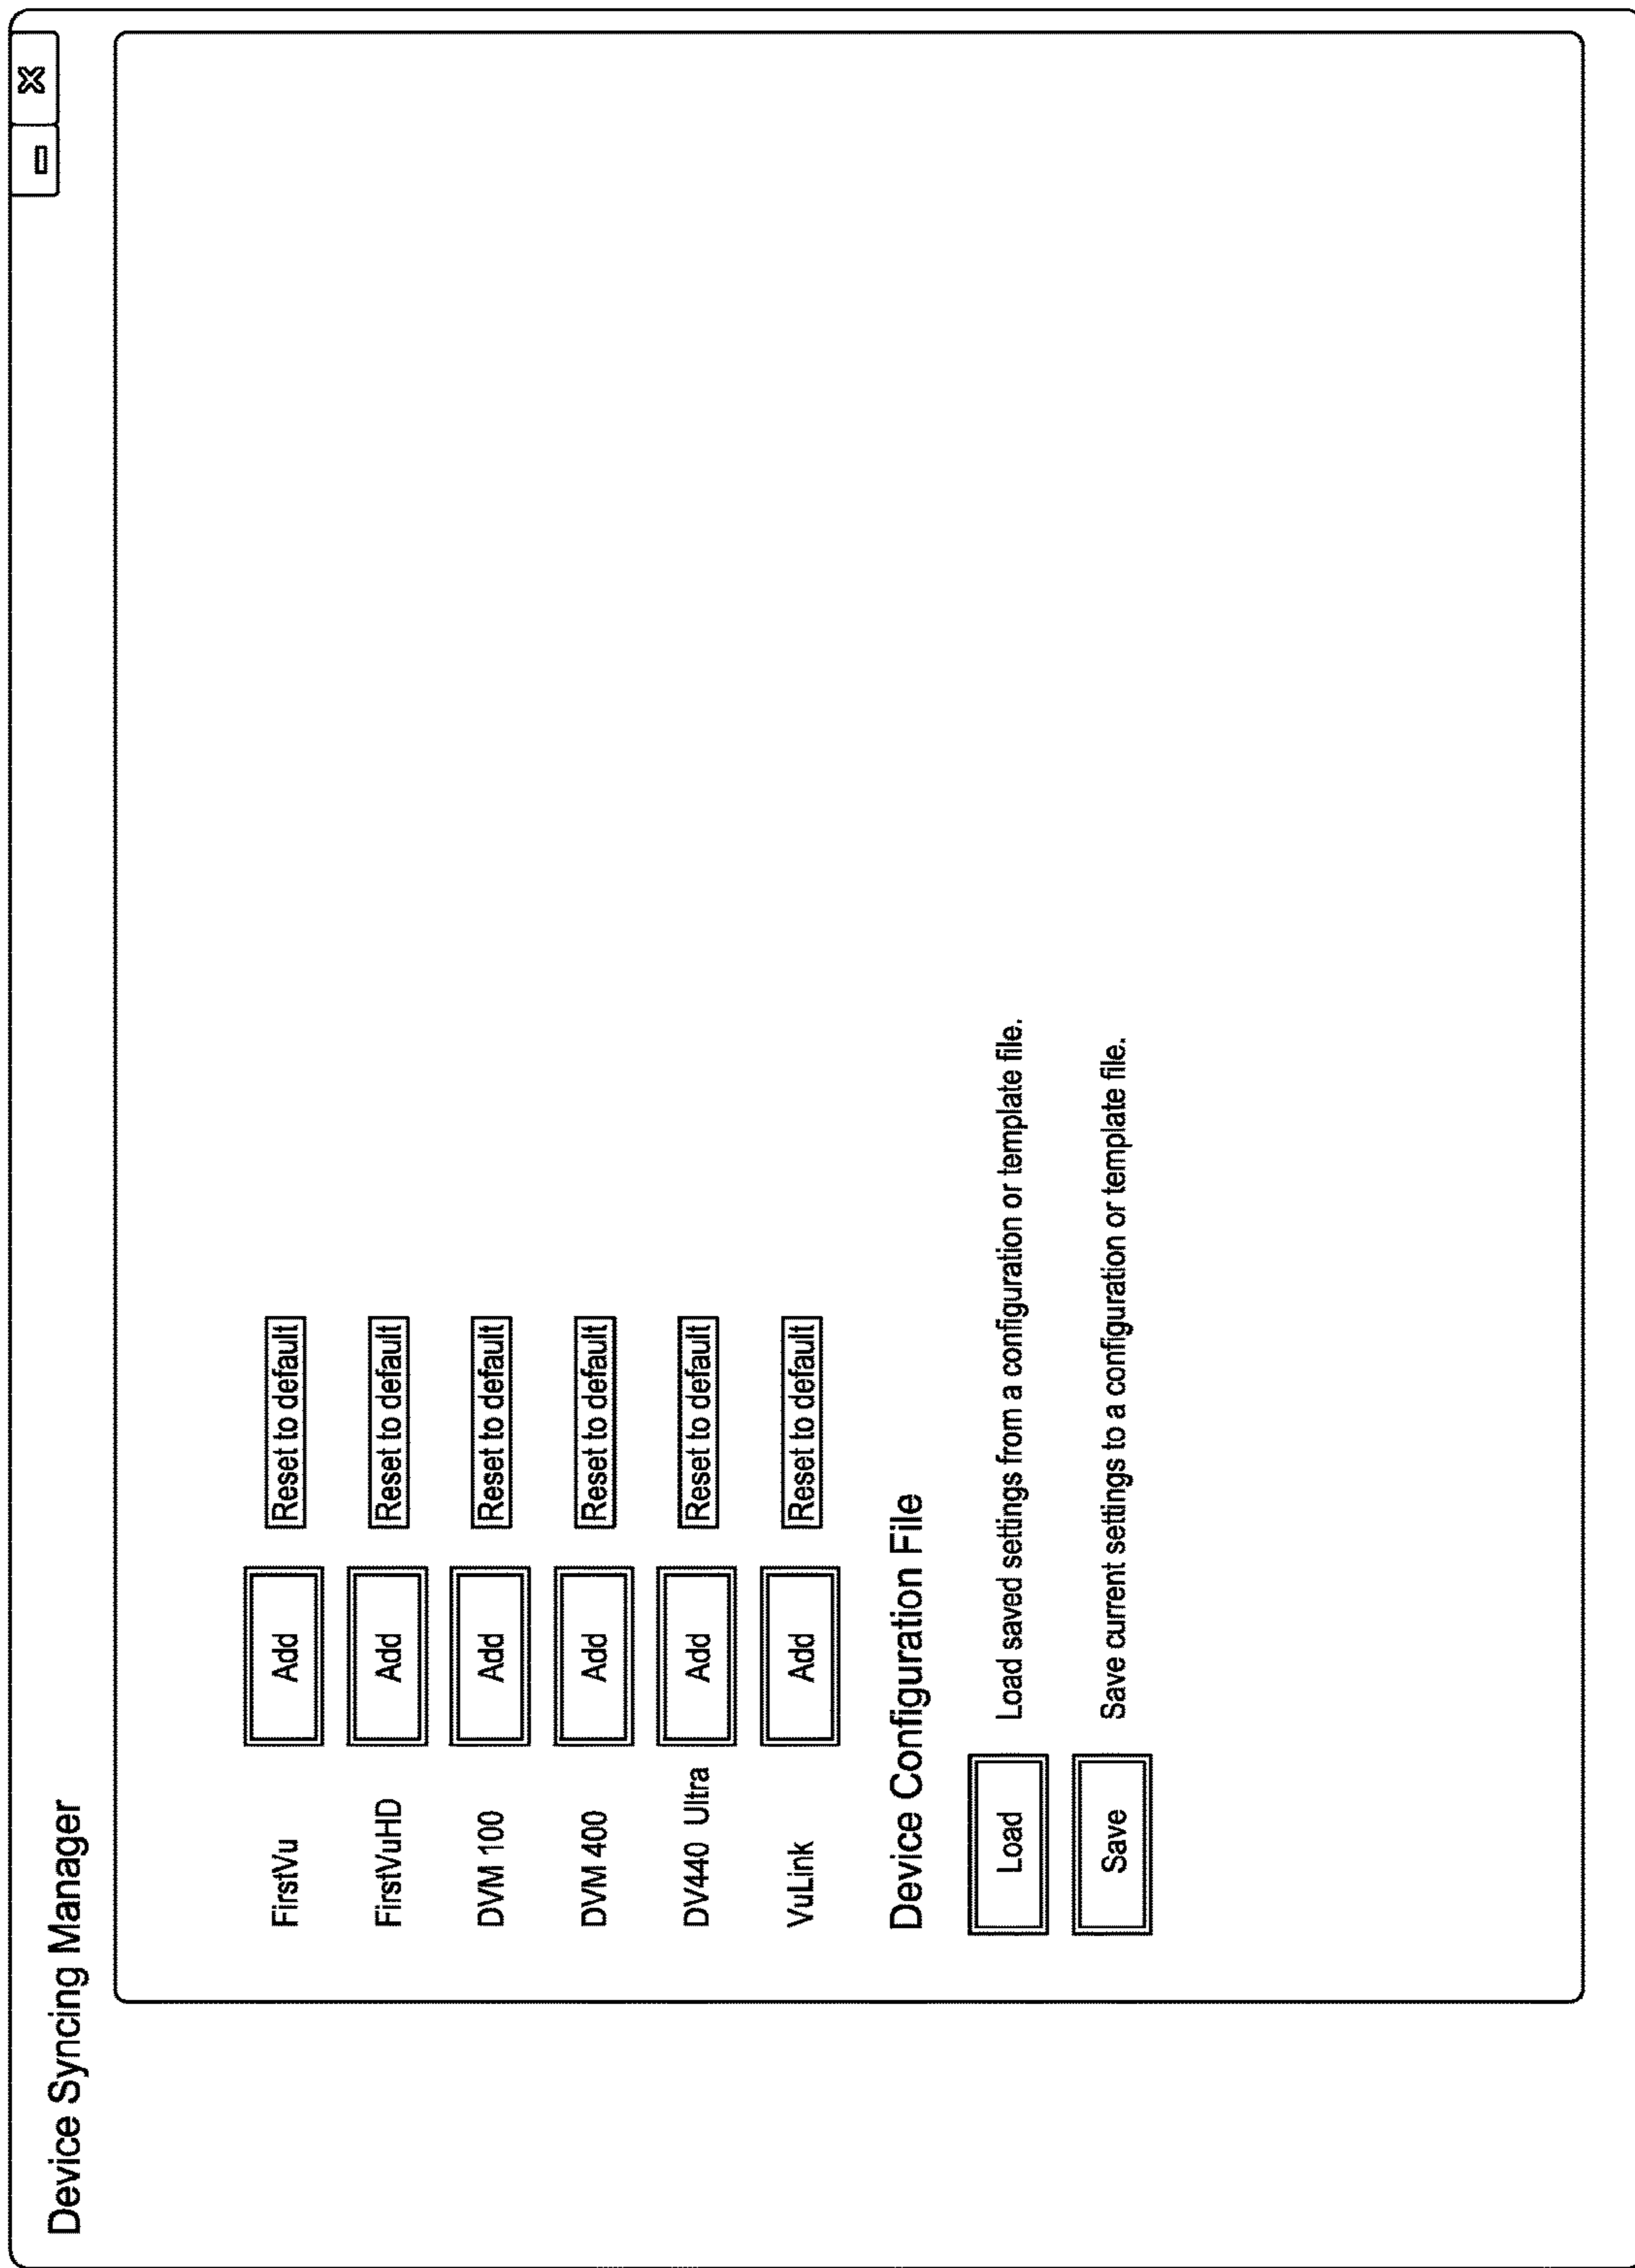 Device Syncing Manager
FirstVu Add Reset to default
FirstVuHD Add Reset to default
DVM 100 Add Reset to default
DVM 400 Add Reset to default
DV440 Ultra Add Reset to default
VuLink Add Reset to default
Device Configuration File
Load Load saved settings from a configuration or template file.
Save Save current settings to a configuration or template file.